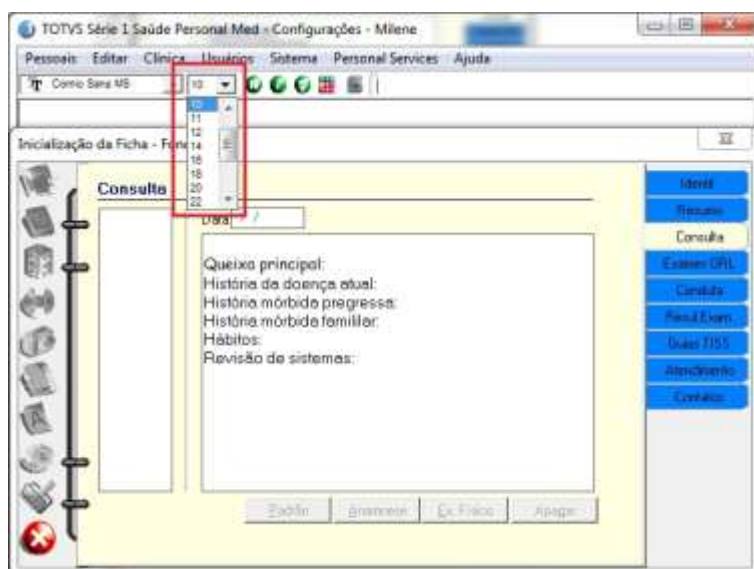 TOTVS Série 1 Saúde Personal Med - Configurações - Milene
Pessoais Editar Clínica Usuários Sistema Personal Services Ajuda
Comic Sans MS 10
10
11
12
14
16
18
20
22
Inicialização da Ficha -
Consulta
Data / /
Queixa principal:
História da doença atual:
História mórbida pregressa:
História mórbida familiar:
Hábitos:
Revisão de sistemas:
Identif
Resumo
Consulta
Exames ORL
Conduta
Resul.Exam.
Guias TISS
Atendimento
Contatos
Padrão Anamnese Ex.Físico Apagar